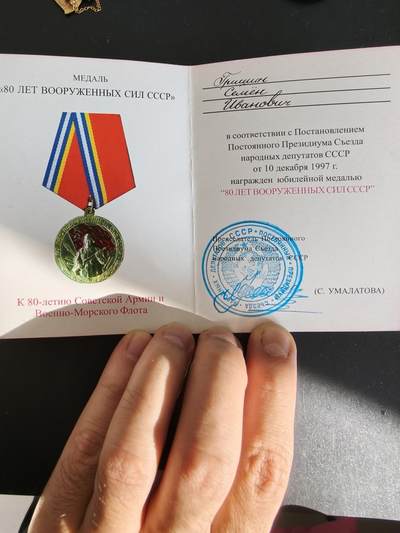 МЕДАЛЬ
«80 ЛЕТ ВООРУЖЕННЫХ СИЛ СССР»
К 80-летию Советской Армии и
Военно-Морского Флота
Гришюк
Семен
Иванович
в соответствии с Постановлением
Постоянного Президиума Съезда
народных депутатов СССР
от 10 декабря 1997 г.
награжден юбилейной медалью
“80 ЛЕТ ВООРУЖЕННЫХ СИЛ СССР”
Председатель Постоянного
Президиума Съезда
народных депутатов СССР
(С. УМАЛАТОВА)